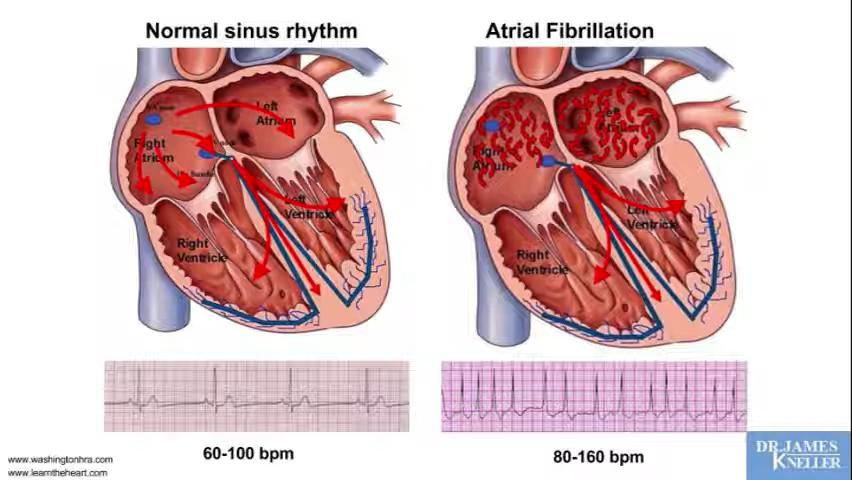 Normal sinus rhythm
Atrial Fibrillation
Left
Atrium
Right
Atrium
Left
Ventricle
Right
Ventricle
Left
Ventricle
Right
Ventricle
60-100 bpm
80-160 bpm
www.washingtonhra.com
www.learntheheart.com
DR.JAMES
KNELLER